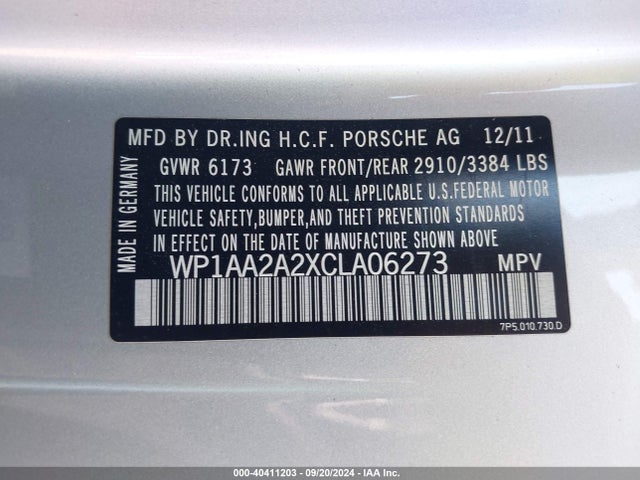 MFD BY DR.ING H.C.F. PORSCHE AG 12/11
GVWR 6173 GAWR FRONT/REAR 2910/3384 LBS
THIS VEHICLE CONFORMS TO ALL APPLICABLE U.S.FEDERAL MOTOR
VEHICLE SAFETY,BUMPER,AND THEFT PREVENTION STANDARDS
IN EFFECT ON THE DATE OF MANUFACTURE SHOWN ABOVE
WP1AA2A2XCLA06273 MPV
7P5.010.730.D
MADE IN GERMANY
000-40411203 - 09/20/2024 - IAA Inc.